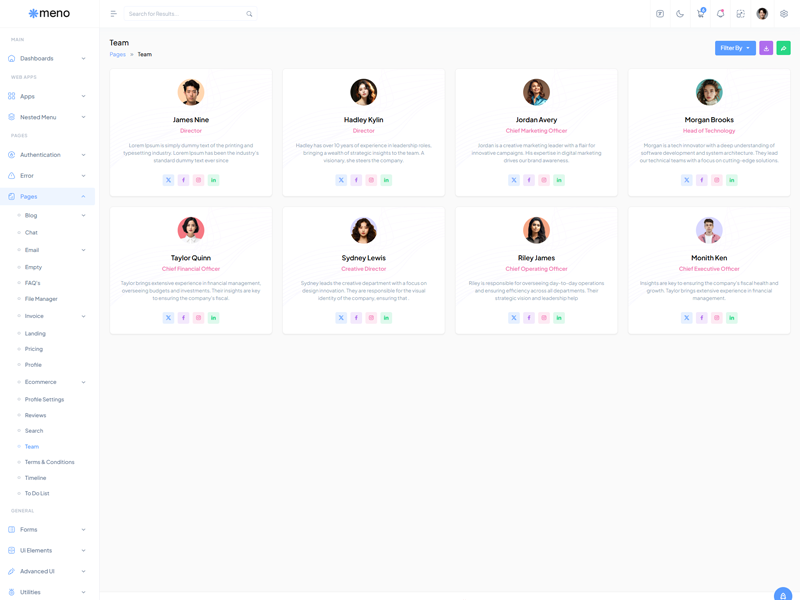 meno
Search for Results...
4
MAIN
Dashboards
WEB APPS
Apps
Nested Menu
PAGES
Authentication
Error
Pages
Blog
Chat
Email
Empty
FAQ's
File Manager
Invoice
Landing
Pricing
Profile
Ecommerce
Profile Settings
Reviews
Search
Team
Terms & Conditions
Timeline
To Do List
GENERAL
Forms
Ui Elements
Advanced UI
Utilities
Team
Pages » Team
Filter By
James Nine
Director
Lorem Ipsum is simply dummy text of the printing and
typesetting industry. Lorem Ipsum has been the industry's
standard dummy text ever since
Hadley Kylin
Director
Hadley has over 10 years of experience in leadership roles,
bringing a wealth of strategic insights to the team. A
visionary, she steers the company.
Jordan Avery
Chief Marketing Officer
Jordan is a creative marketing leader with a flair for
innovative campaigns. His expertise in digital marketing
drives our brand awareness.
Morgan Brooks
Head of Technology
Morgan is a tech innovator with a deep understanding of
software development and system architecture. They lead
our technical teams with a focus on cutting-edge solutions.
Taylor Quinn
Chief Financial Officer
Taylor brings extensive experience in financial management,
overseeing budgets and investments. Their insights are key
to ensuring the company's fiscal.
Sydney Lewis
Creative Director
Sydney leads the creative department with a focus on
design innovation. They are responsible for the visual
identity of the company, ensuring that.
Riley James
Chief Operating Officer
Riley is responsible for overseeing day-to-day operations
and ensuring efficiency across all departments. Their
strategic vision and leadership help.
Monith Ken
Chief Executive Officer
Insights are key to ensuring the company's fiscal health and
growth. Taylor brings extensive experience in financial
management.